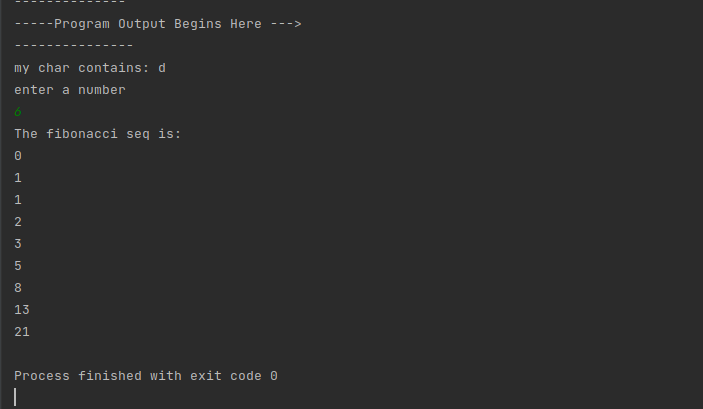 --------------
-----Program Output Begins Here --->
---------------
my char contains: d
enter a number
6
The fibonacci seq is:
0
1
1
2
3
5
8
13
21
Process finished with exit code 0